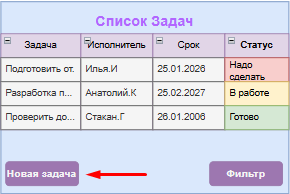 Список Задач
Задача Исполнитель Срок Статус
Подготовить от. Илья.И 25.01.2026 Надо сделать
Разработка п... Анатолий.К 25.02.2027 В работе
Проверить до... Стакан.Г 26.01.2006 Готово
Новая задача Фильтр